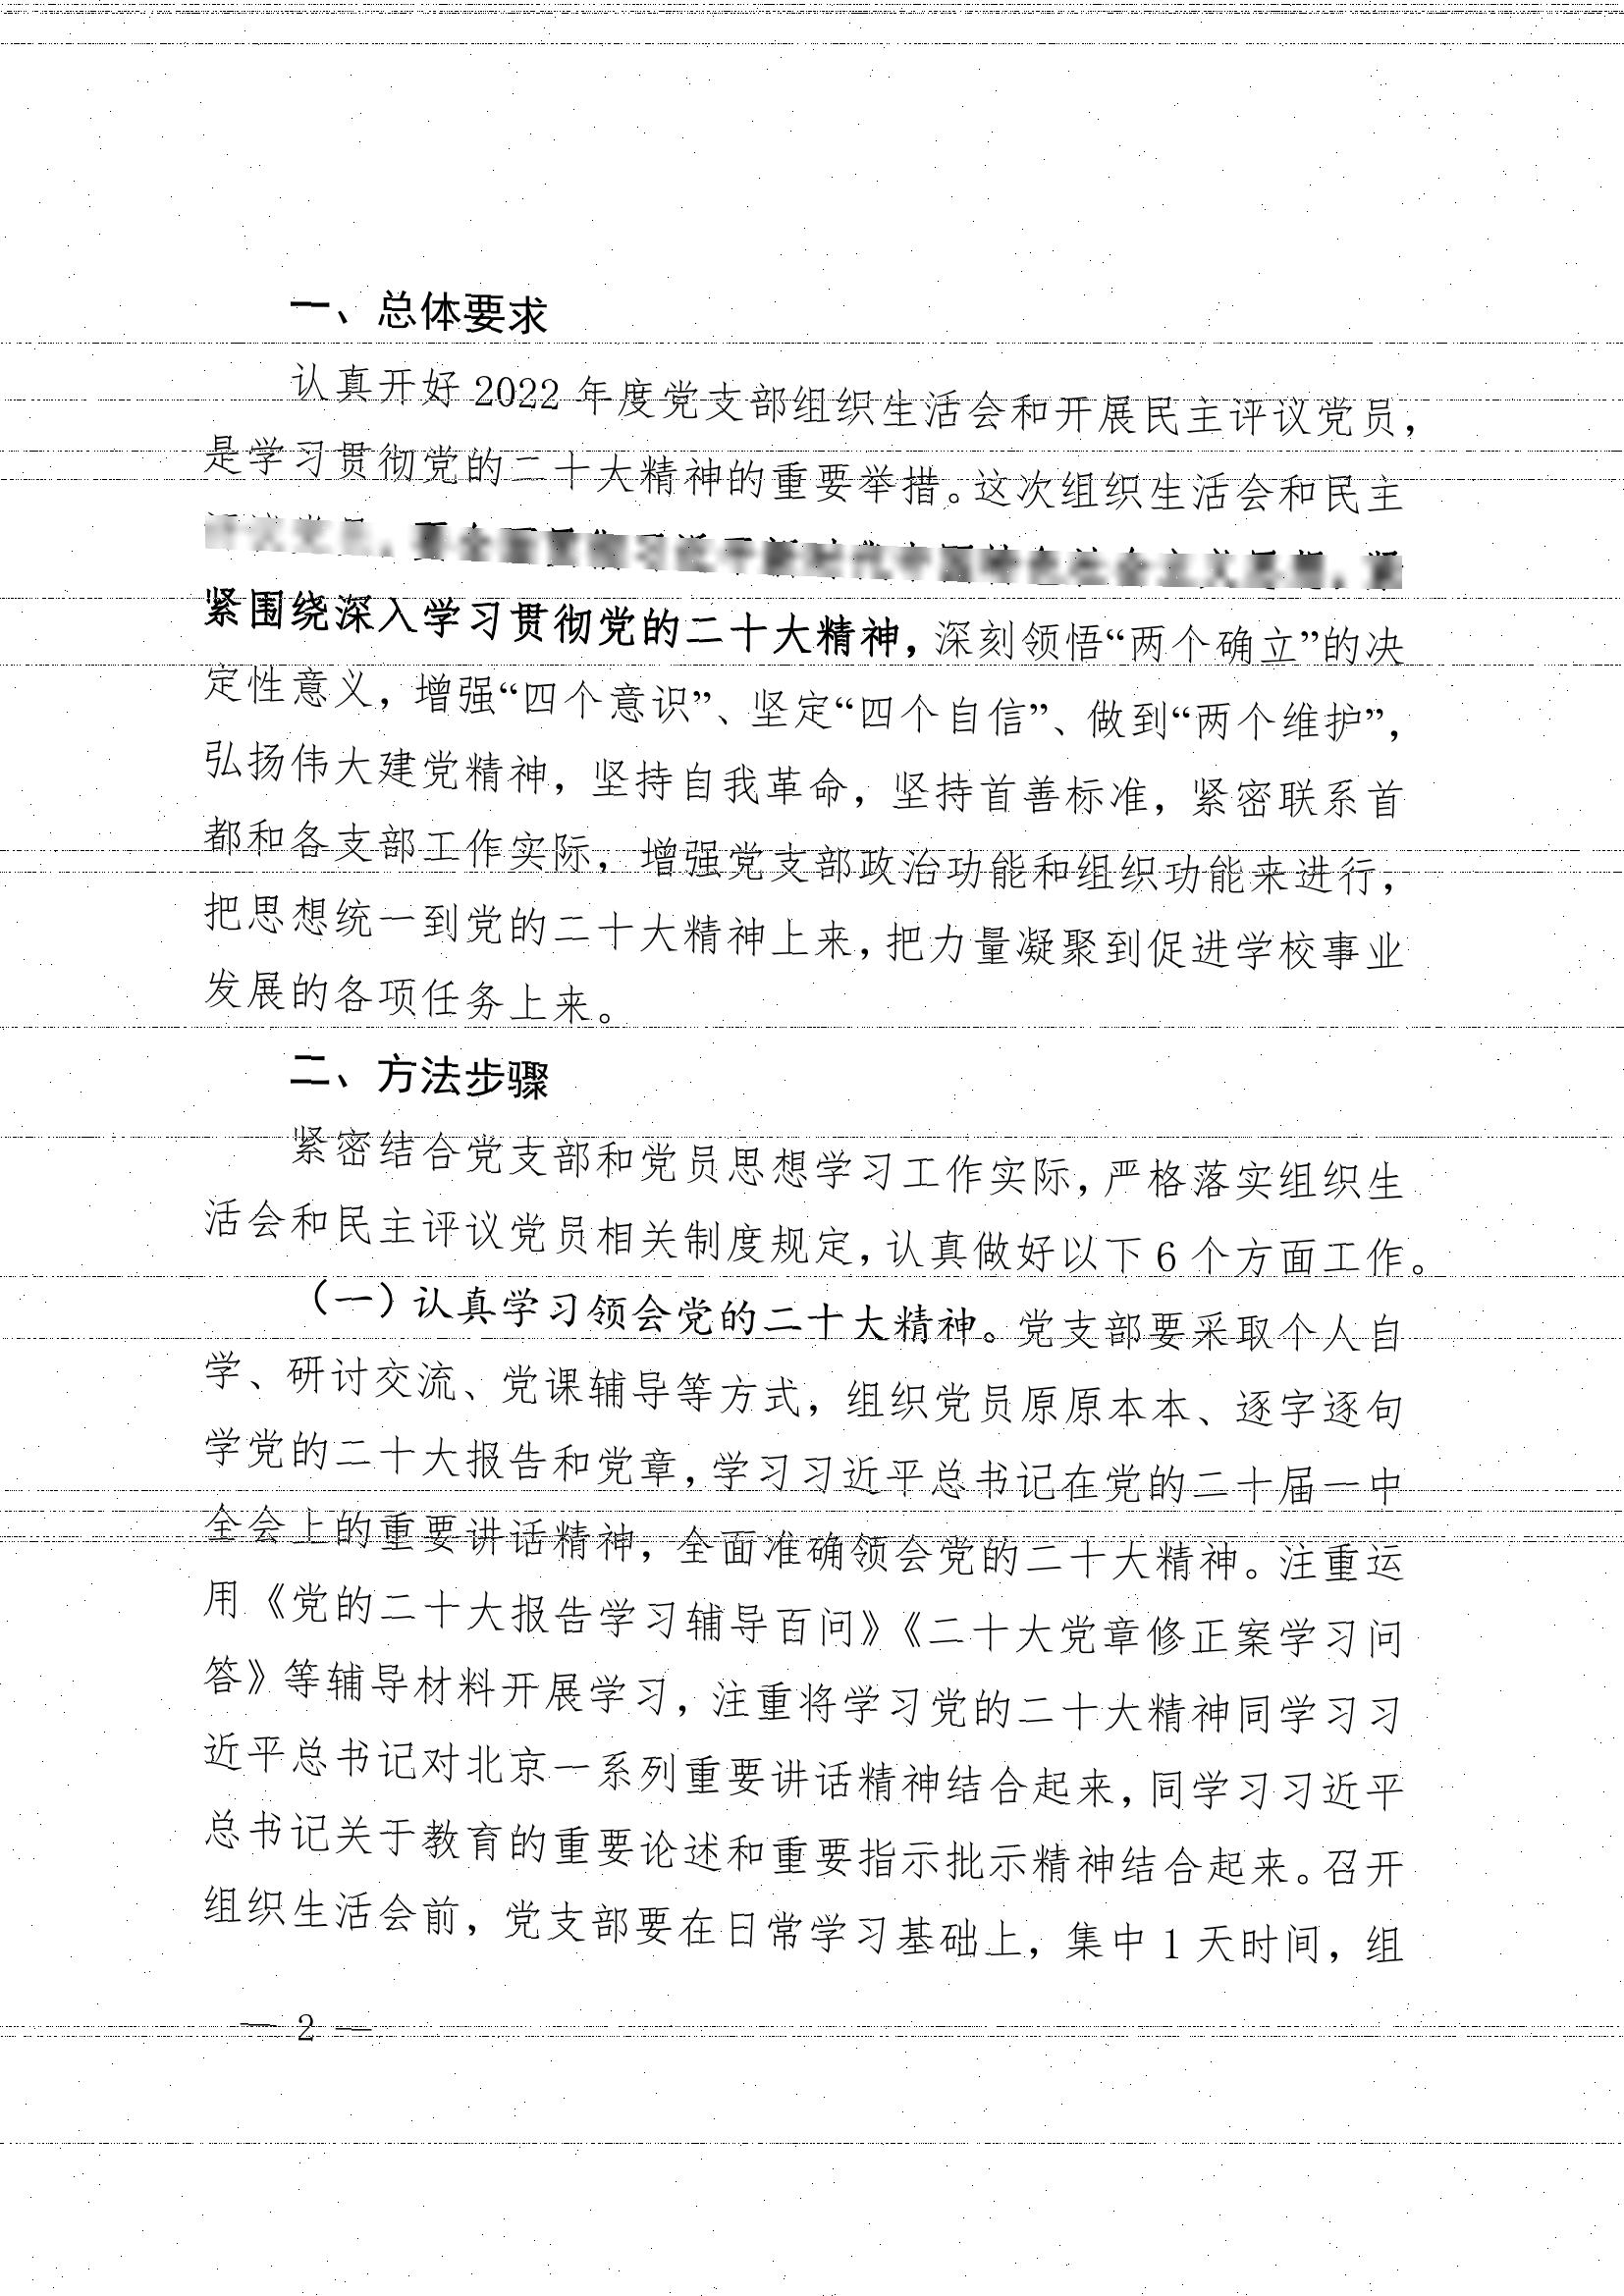 一、总体要求
认真开好 2022 年度党支部组织生活会和开展民主评议党员，
是学习贯彻党的二十大精神的重要举措。这次组织生活会和民主
紧围绕深入学习贯彻党的二十大精神，深刻领悟“两个确立”的决
定性意义，增强“四个意识”、坚定“四个自信”、做到“两个维护”，
弘扬伟大建党精神，坚持自我革命，坚持首善标准，紧密联系首
都和各支部工作实际，增强党支部政治功能和组织功能来进行，
把思想统一到党的二十大精神上来，把力量凝聚到促进学校事业
发展的各项任务上来。
二、方法步骤
紧密结合党支部和党员思想学习工作实际，严格落实组织生
活会和民主评议党员相关制度规定，认真做好以下 6 个方面工作。
（一）认真学习领会党的二十大精神。党支部要采取个人自
学、研讨交流、党课辅导等方式，组织党员原原本本、逐字逐句
学党的二十大报告和党章，学习习近平总书记在党的二十届一中
全会上的重要讲话精神，全面准确领会党的二十大精神。注重运
用《党的二十大报告学习辅导百问》《二十大党章修正案学习问
答》等辅导材料开展学习，注重将学习党的二十大精神同学习习
近平总书记对北京一系列重要讲话精神结合起来，同学习习近平
总书记关于教育的重要论述和重要指示批示精神结合起来。召开
组织生活会前，党支部要在日常学习基础上，集中 1 天时间，组
— 2 —